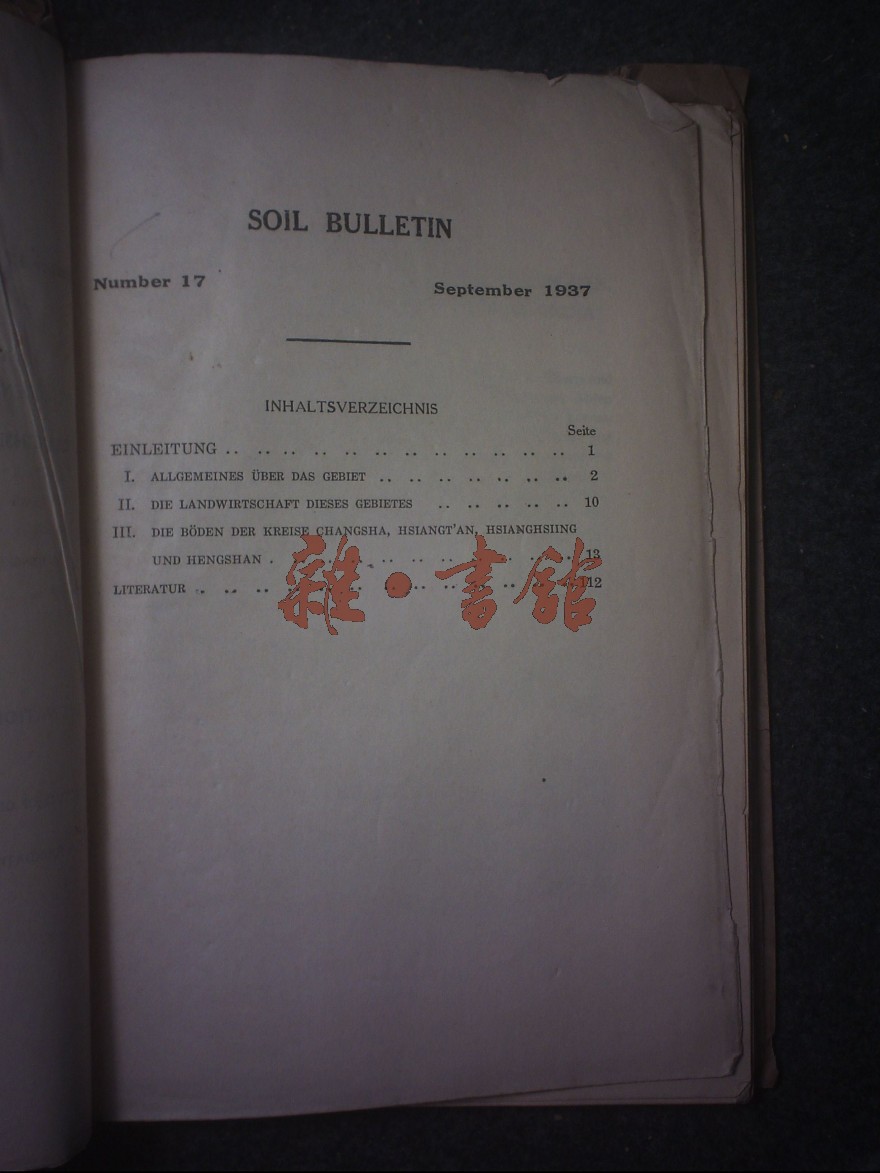 SOIL BULLETIN
Number 17 September 1937
INHALTSVERZEICHNIS
Seite
EINLEITUNG .. .. .. .. .. .. .. .. .. .. .. .. 1
I. ALLGEMEINES ÜBER DAS GEBIET .. .. .. .. .. .. .. 2
II. DIE LANDWIRTSCHAFT DIESES GEBIETES .. .. .. .. .. 10
III. DIE BÖDEN DER KREISE CHANGSHA, HSIANGT'AN, HSIANGHSIING
UND HENGSHAN . .. .. .. .. .. .. .. .. .. .. 13
LITERATUR . .. .. .. .. .. .. .. .. .. .. .. .. 112
雜·書館